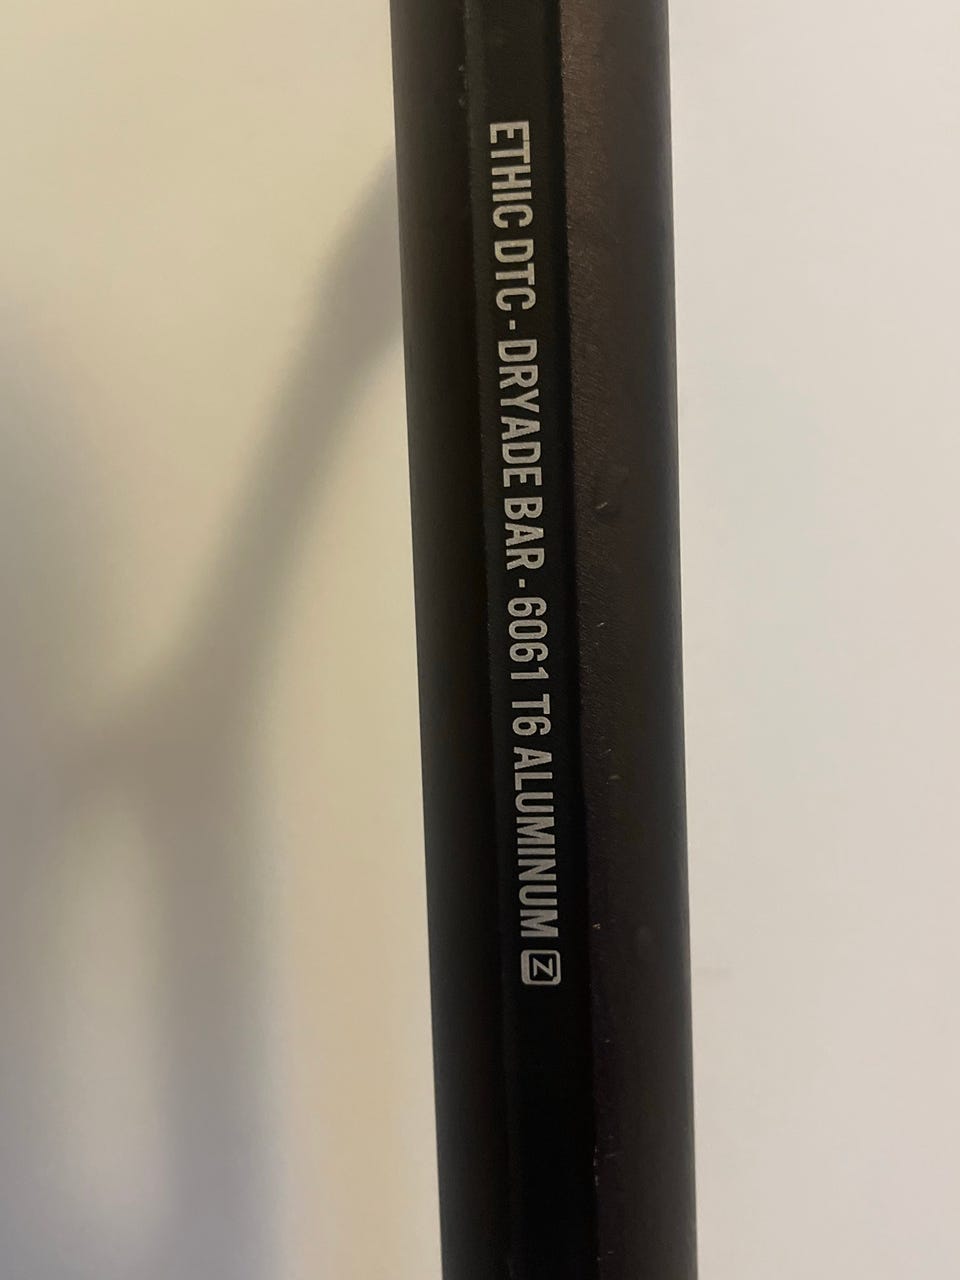 ETHIC DTC - DRYADE BAR - 6061 T6 ALUMINUM Z